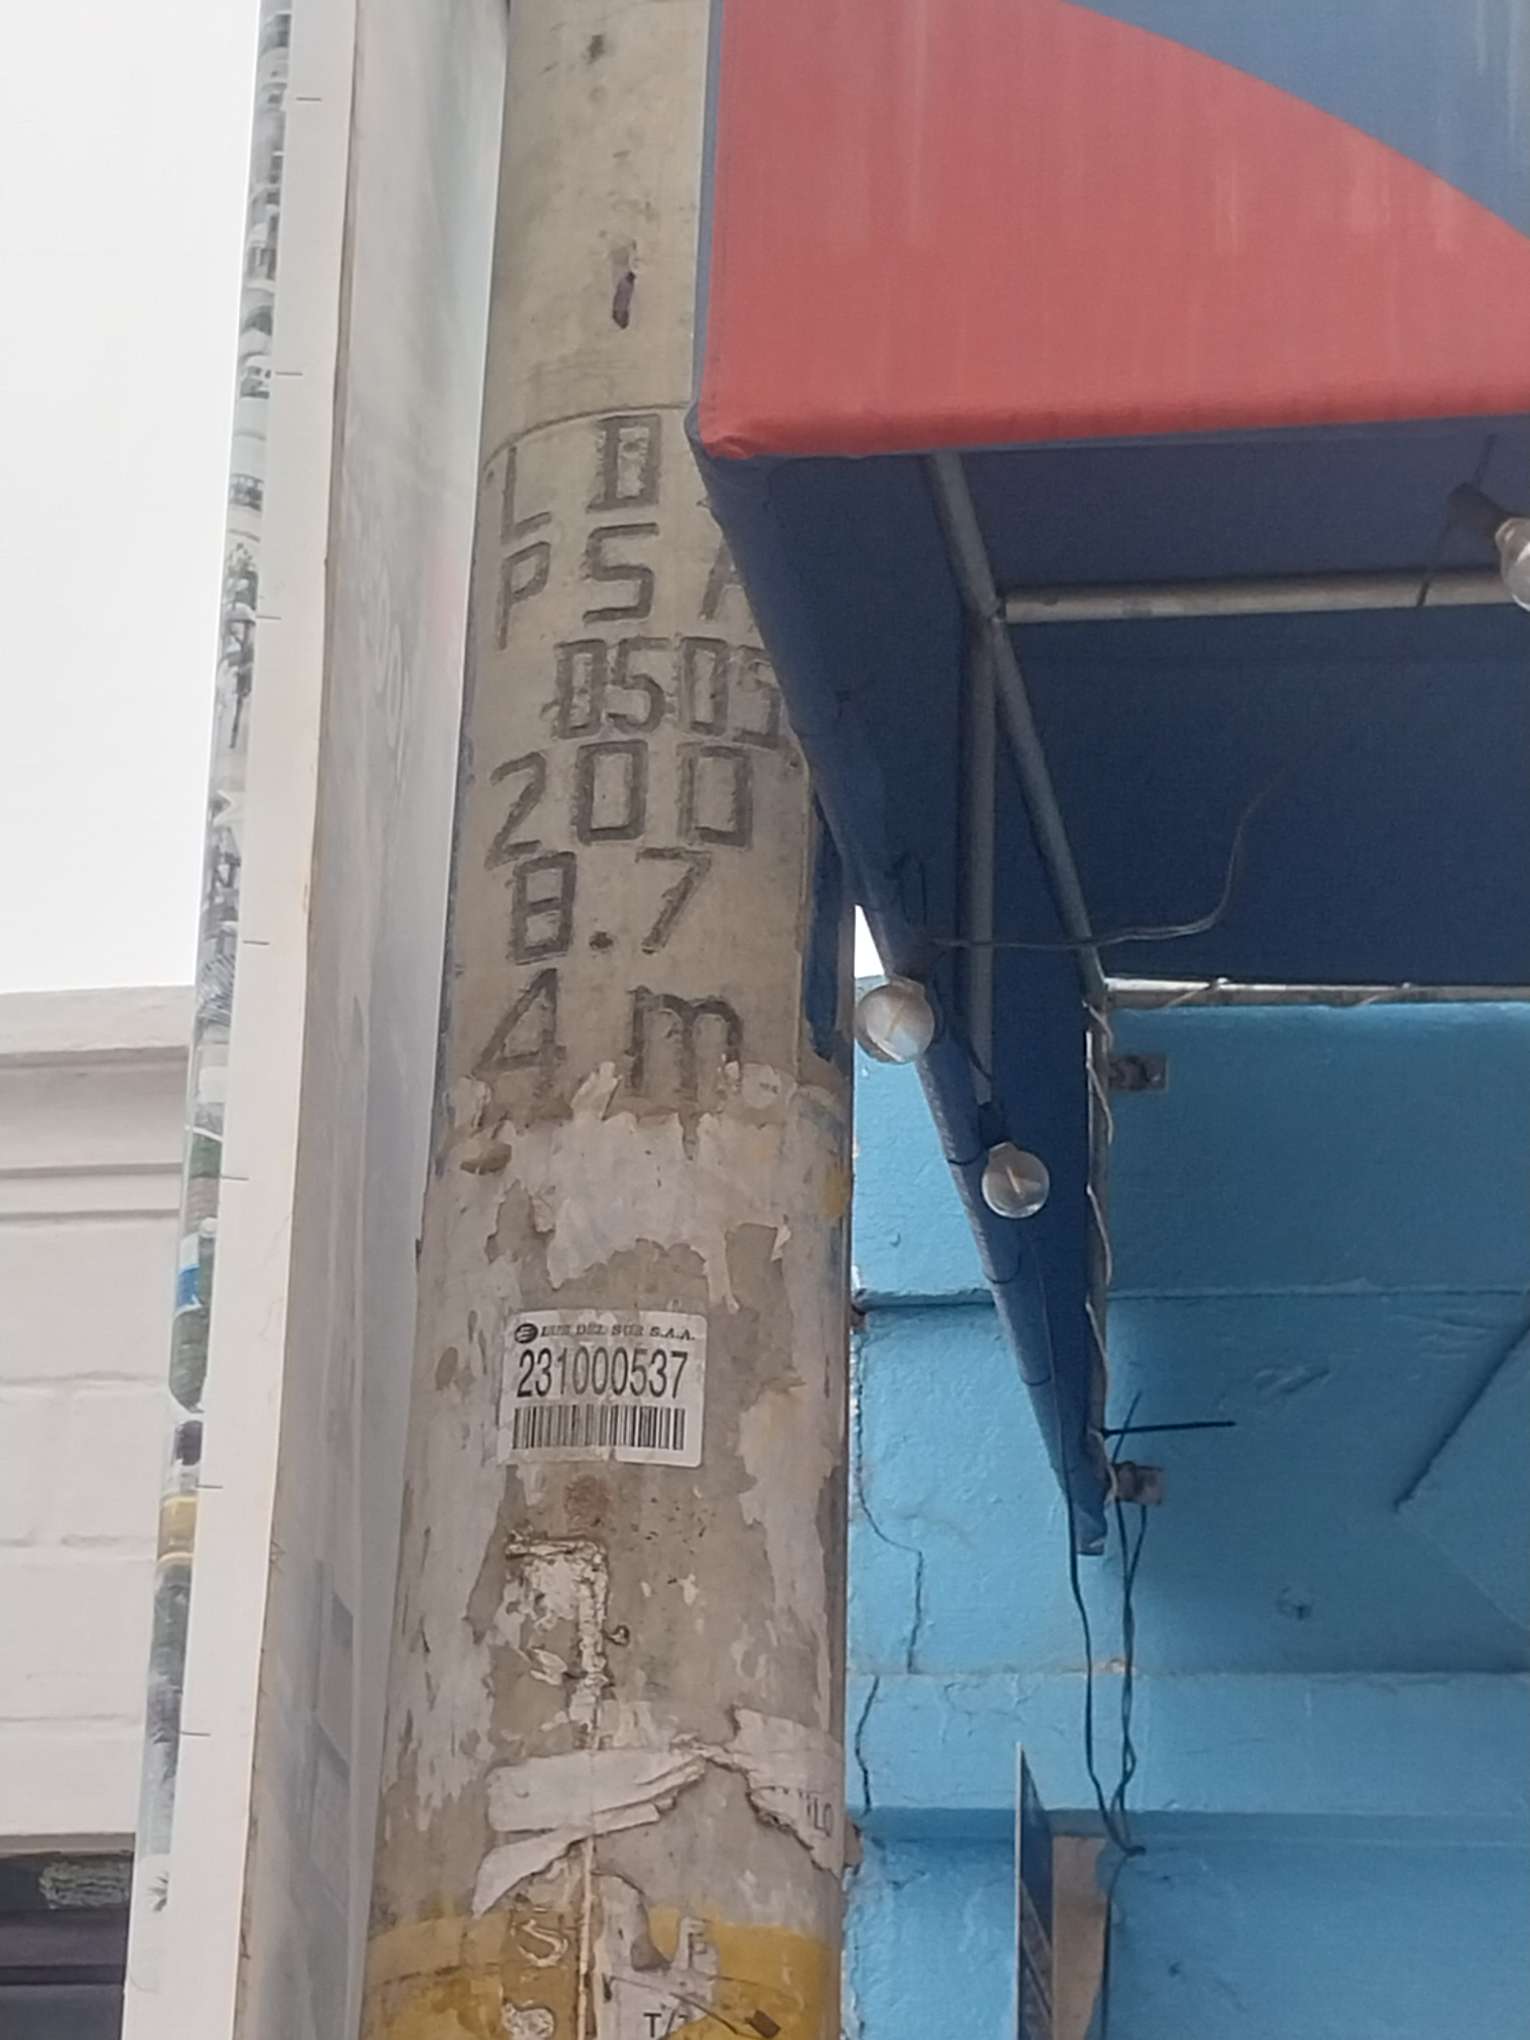 L D
P S A
0505
200
8.7
4 m
LUZ DEL SUR S.A.A.
231000537